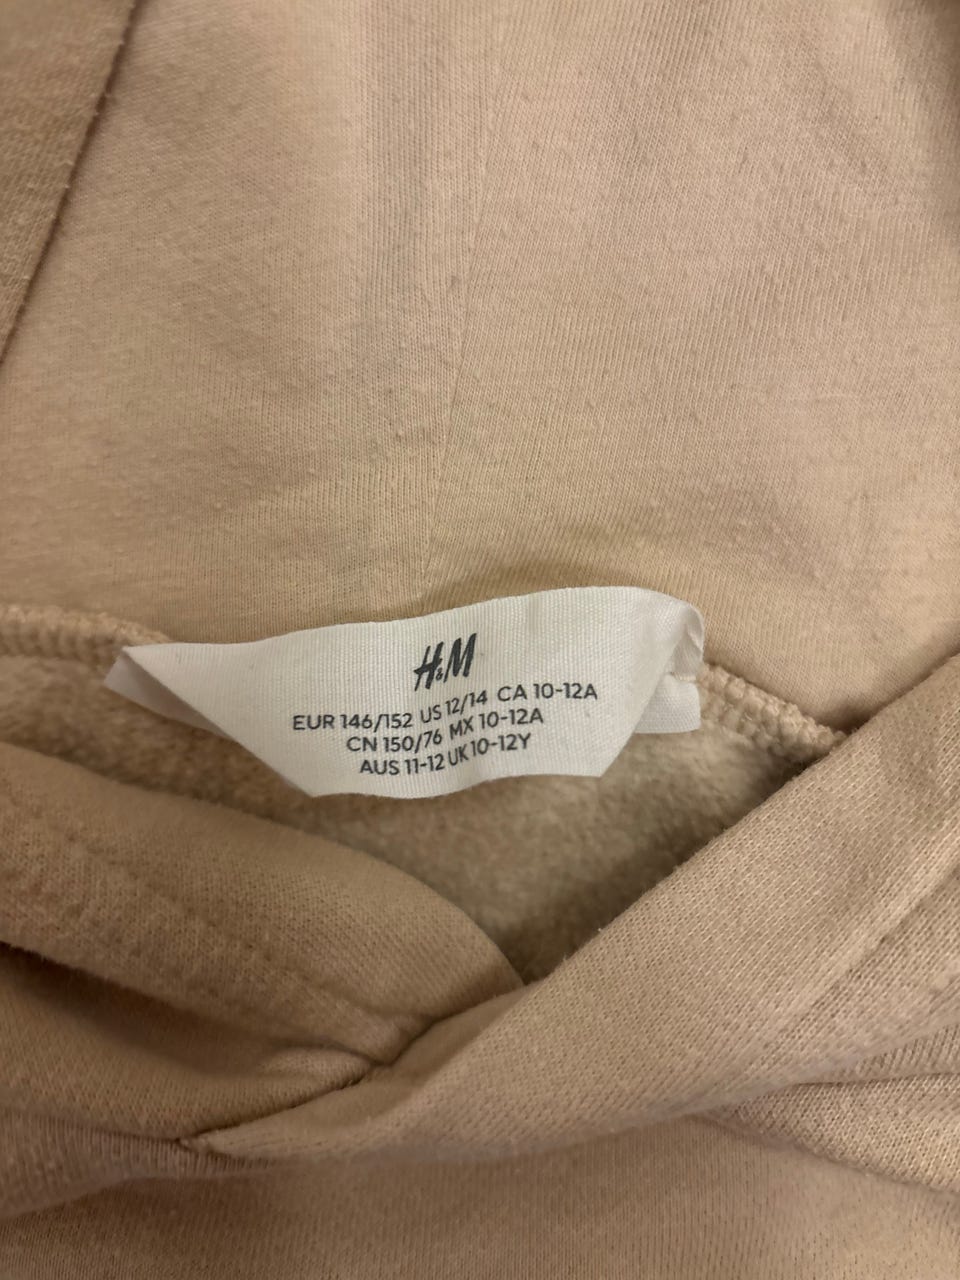 H&M
EUR 146/152 US 12/14 CA 10-12A
CN 150/76 MX 10-12A
AUS 11-12 UK 10-12Y